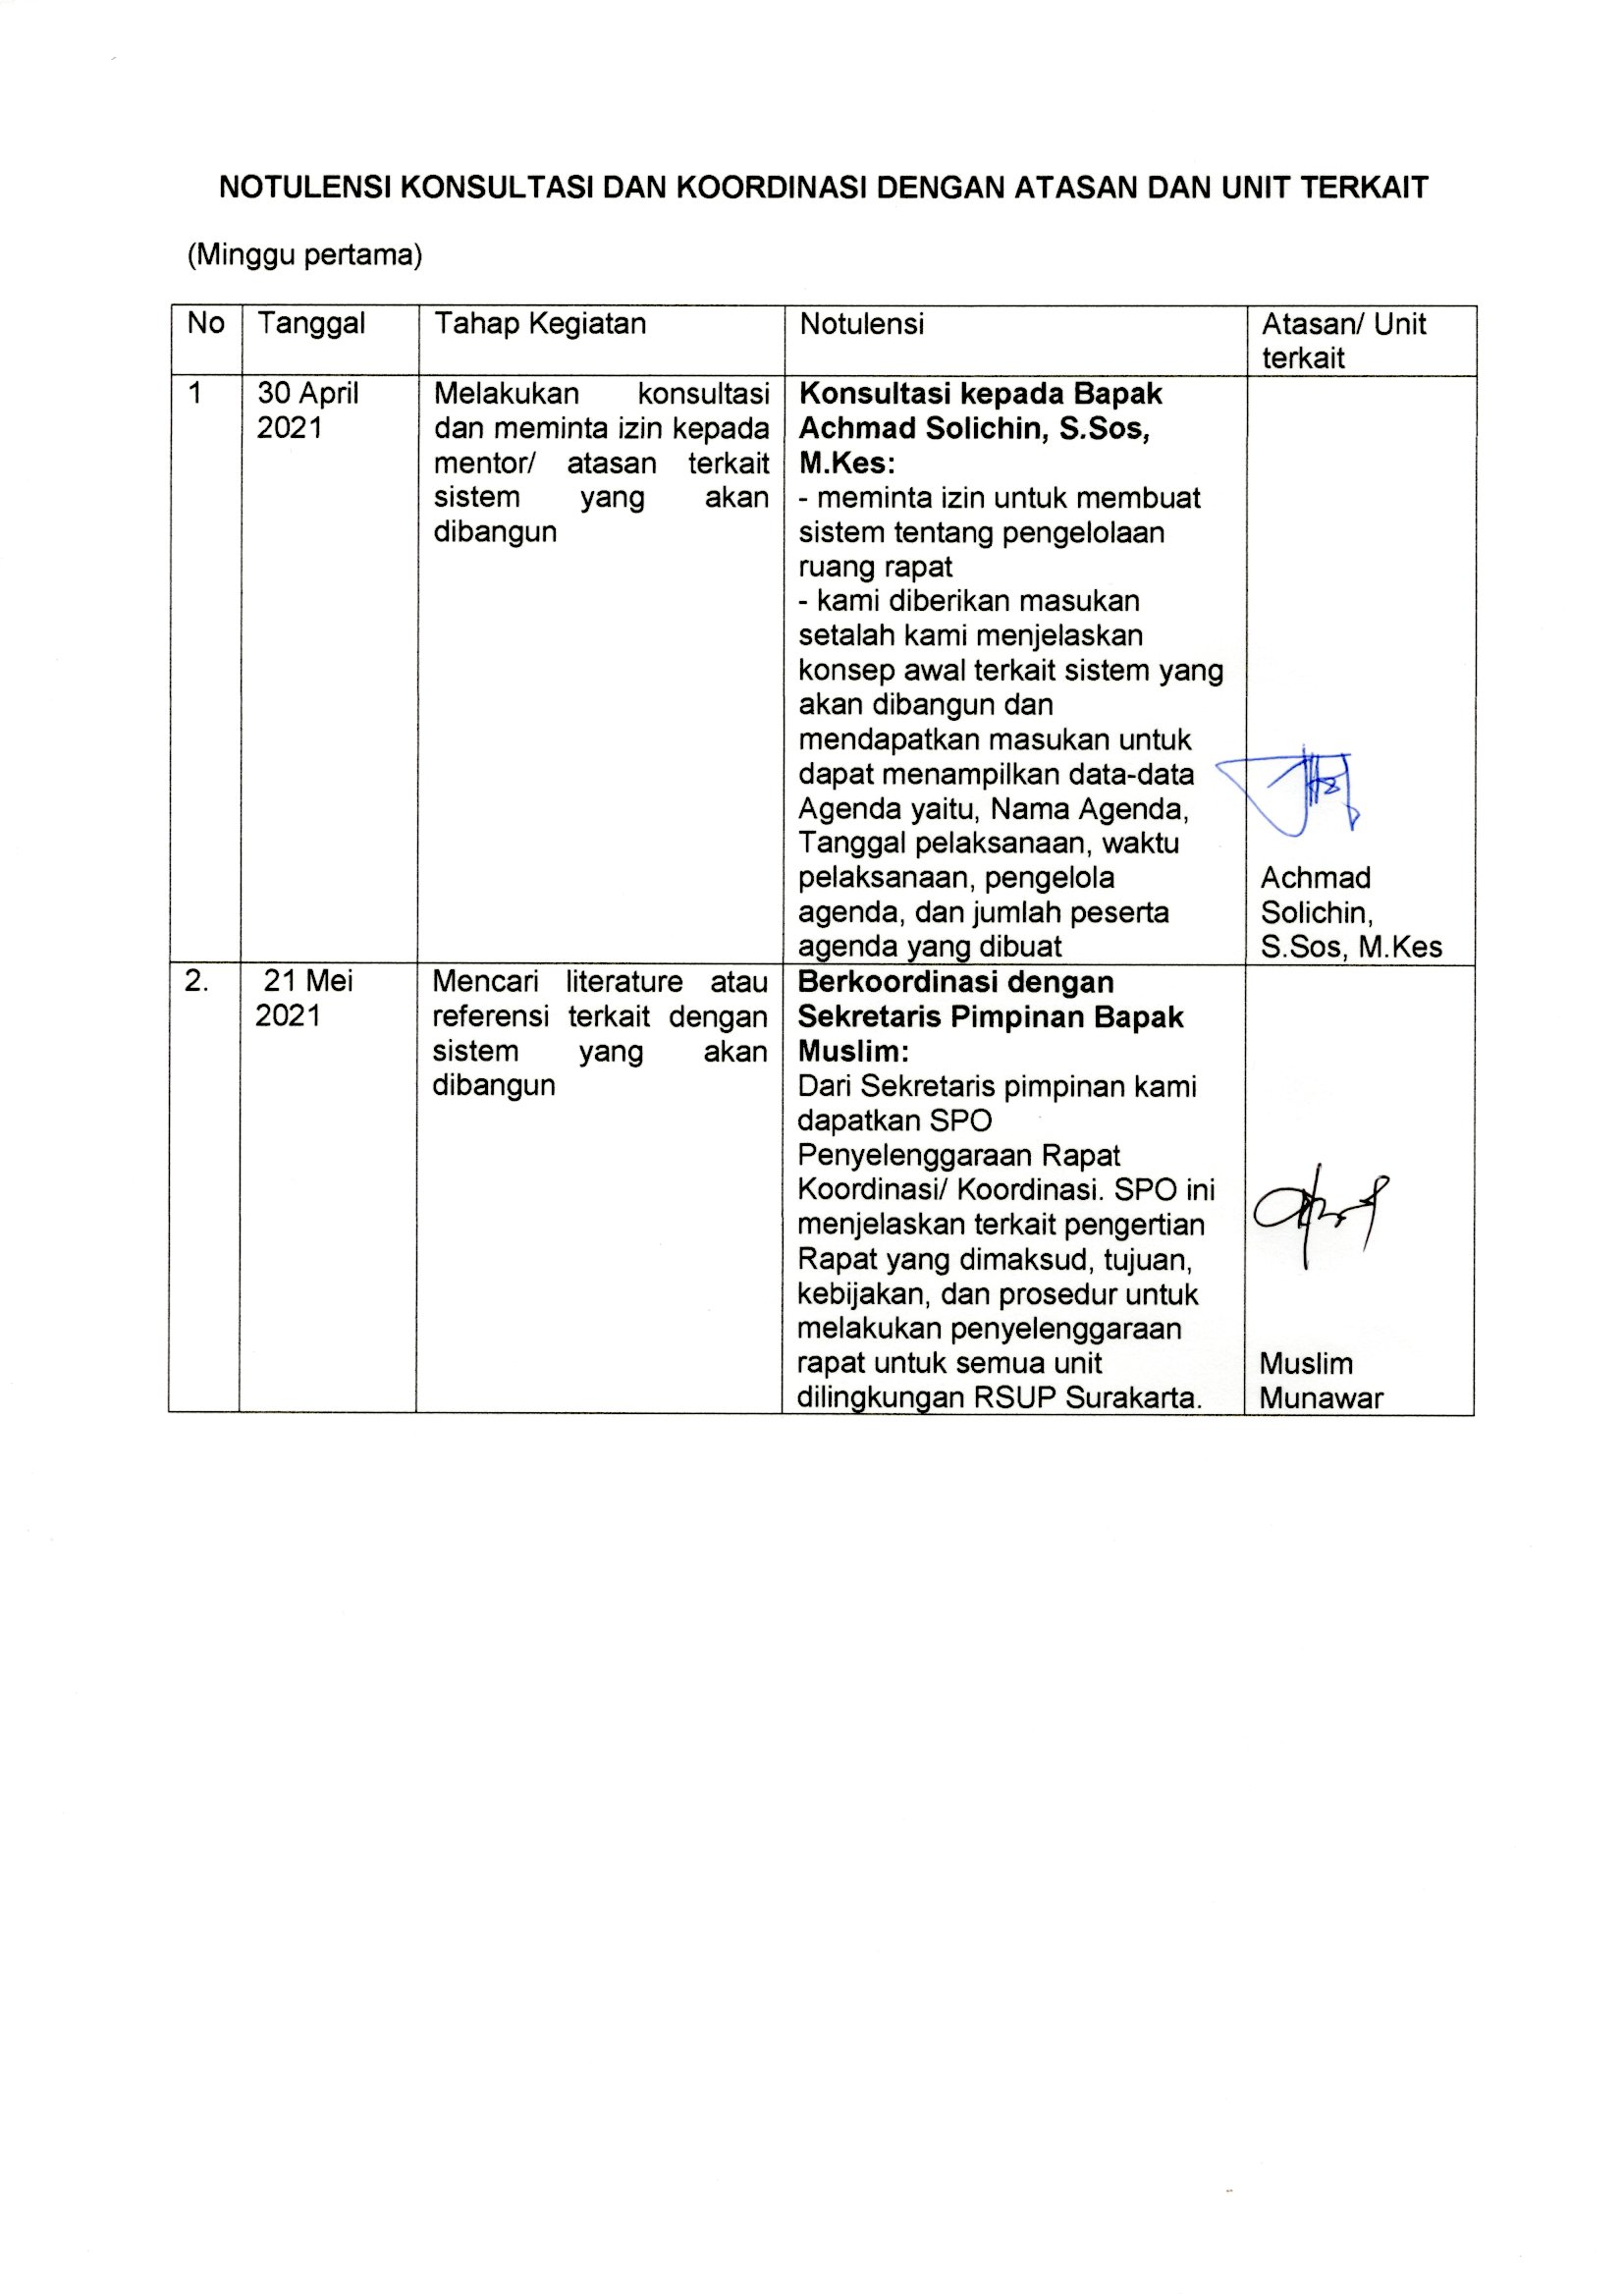 NOTULENSI KONSULTASI DAN KOORDINASI DENGAN ATASAN DAN UNIT TERKAIT
(Minggu pertama)
No
Tanggal
Tahap Kegiatan
Notulensi
Atasan/ Unit
terkait
1
30 April
2021
Melakukan konsultasi
dan meminta izin kepada
mentor/ atasan terkait
sistem yang akan
dibangun
Konsultasi kepada Bapak
Achmad Solichin, S.Sos,
M.Kes:
- meminta izin untuk membuat
sistem tentang pengelolaan
ruang rapat
- kami diberikan masukan
setalah kami menjelaskan
konsep awal terkait sistem yang
akan dibangun dan
mendapatkan masukan untuk
dapat menampilkan data-data
Agenda yaitu, Nama Agenda,
Tanggal pelaksanaan, waktu
pelaksanaan, pengelola
agenda, dan jumlah peserta
agenda yang dibuat
Achmad
Solichin,
S.Sos, M.Kes
2.
21 Mei
2021
Mencari literature atau
referensi terkait dengan
sistem yang akan
dibangun
Berkoordinasi dengan
Sekretaris Pimpinan Bapak
Muslim:
Dari Sekretaris pimpinan kami
dapatkan SPO
Penyelenggaraan Rapat
Koordinasi/ Koordinasi. SPO ini
menjelaskan terkait pengertian
Rapat yang dimaksud, tujuan,
kebijakan, dan prosedur untuk
melakukan penyelenggaraan
rapat untuk semua unit
dilingkungan RSUP Surakarta.
Muslim
Munawar